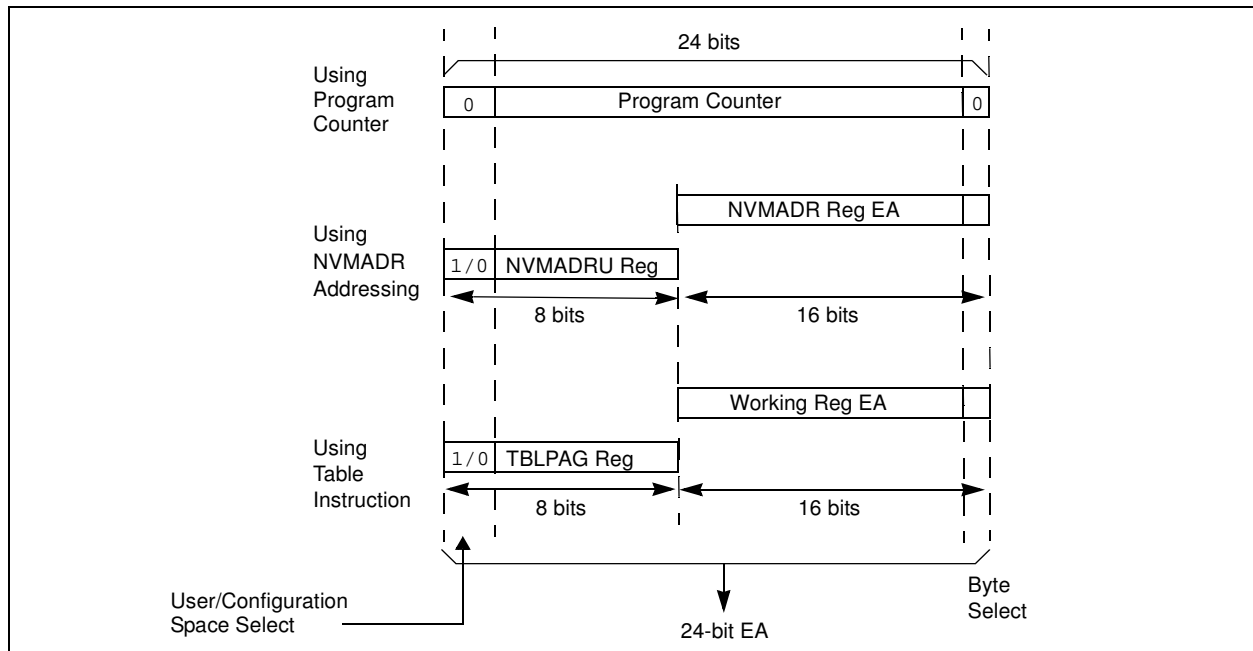 24 bits
Using
Program
Counter
0
Program Counter
0
NVMADR Reg EA
Using
NVMADR
Addressing
1/0
NVMADRU Reg
8 bits
16 bits
Working Reg EA
Using
Table
Instruction
1/0
TBLPAG Reg
8 bits
16 bits
User/Configuration
Space Select
24-bit EA
Byte
Select